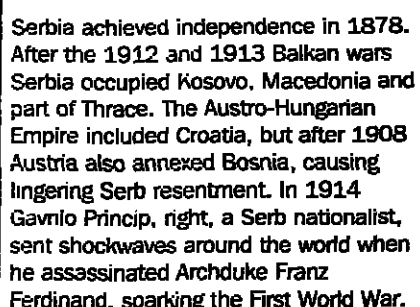 Serbia achieved independence in 1878.
After the 1912 and 1913 Balkan wars
Serbia occupied Kosovo, Macedonia and
part of Thrace. The Austro-Hungarian
Empire included Croatia, but after 1908
Austria also annexed Bosnia, causing
lingering Serb resentment. In 1914
Gavrilo Princip, right, a Serb nationalist,
sent shockwaves around the world when
he assassinated Archduke Franz
Ferdinand, sparking the First World War.